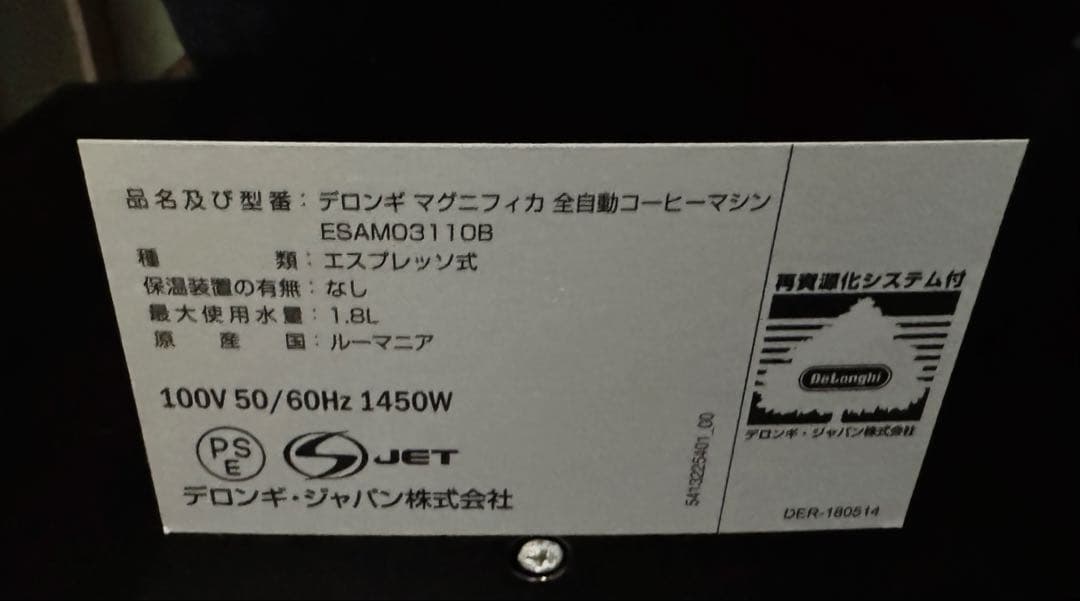 品名及び型番：デロンギ マグニフィカ 全自動コーヒーマシン
ESAM03110B
種類：エスプレッソ式
保温装置の有無：なし
最大使用水量：1.8L
原産国：ルーマニア
100V 50/60Hz 1450W
PS
E
JET
デロンギ・ジャパン株式会社
5413225401_00
再資源化システム付
DeLonghi
デロンギ・ジャパン株式会社
DER-180514